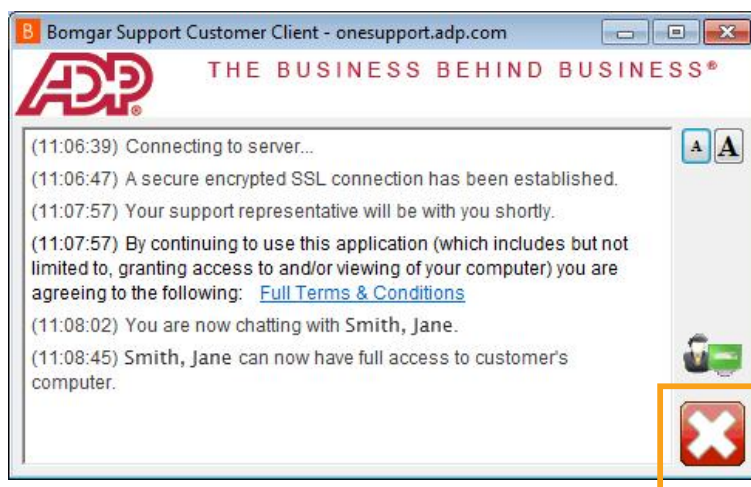 B Bomgar Support Customer Client - onesupport.adp.com
ADP
THE BUSINESS BEHIND BUSINESS®
(11:06:39) Connecting to server...
A A
(11:06:47) A secure encrypted SSL connection has been established.
(11:07:57) Your support representative will be with you shortly.
(11:07:57) By continuing to use this application (which includes but not
limited to, granting access to and/or viewing of your computer) you are
agreeing to the following: Full Terms & Conditions
(11:08:02) You are now chatting with Smith, Jane.
(11:08:45) Smith, Jane can now have full access to customer's
computer.